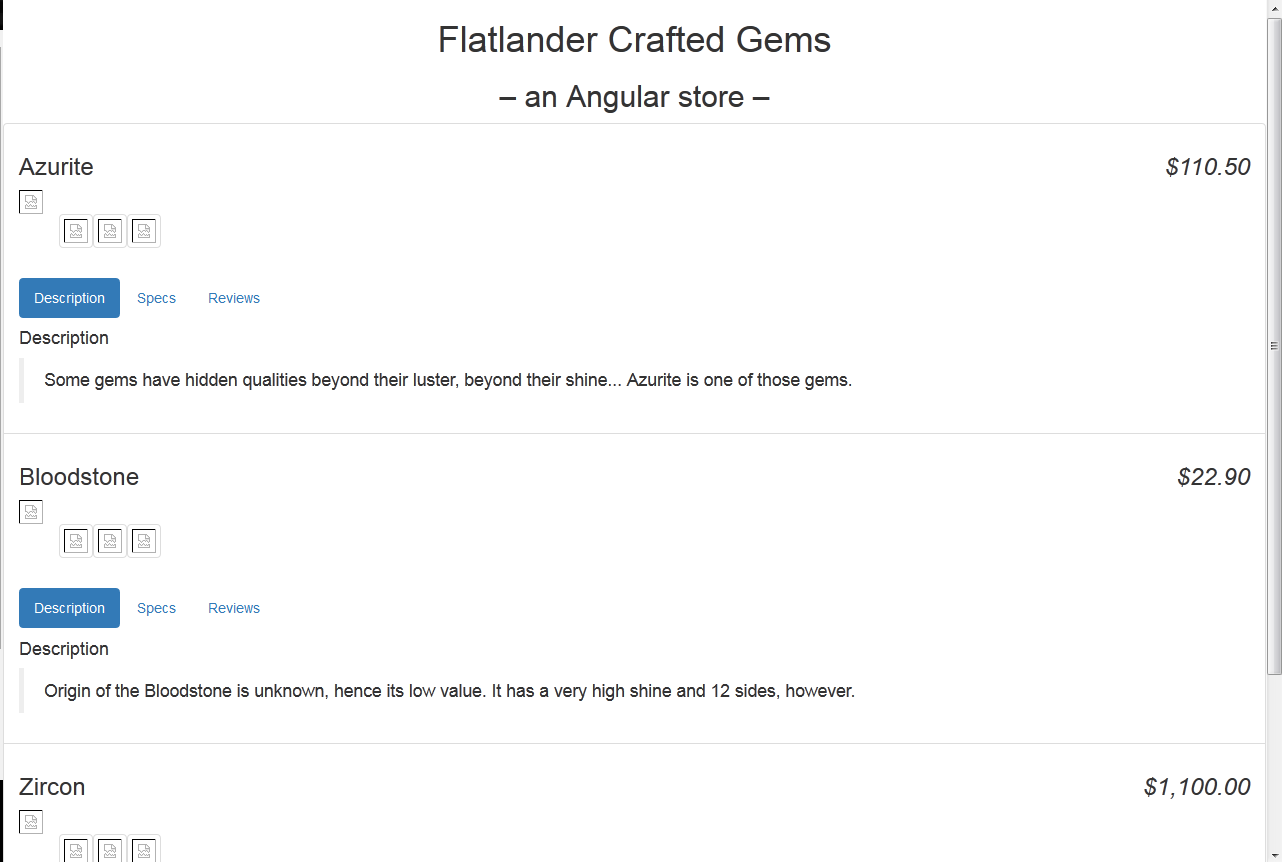 Flatlander Crafted Gems
– an Angular store –
Azurite $110.50
Description Specs Reviews
Description
Some gems have hidden qualities beyond their luster, beyond their shine... Azurite is one of those gems.
Bloodstone $22.90
Description Specs Reviews
Description
Origin of the Bloodstone is unknown, hence its low value. It has a very high shine and 12 sides, however.
Zircon $1,100.00